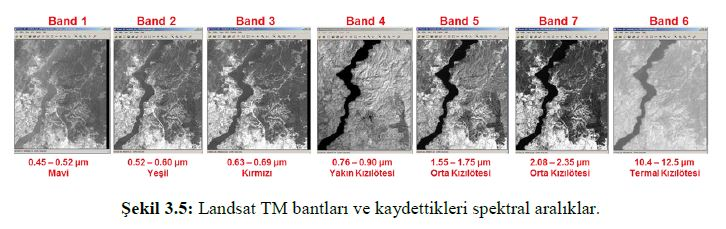 Band 1 Band 2 Band 3 Band 4 Band 5 Band 7 Band 6
0.45 – 0.52 µm 0.52 – 0.60 µm 0.63 – 0.69 µm 0.76 – 0.90 µm 1.55 – 1.75 µm 2.08 – 2.35 µm 10.4 – 12.5 µm
Mavi Yeşil Kırmızı Yakın Kızılötesi Orta Kızılötesi Orta Kızılötesi Termal Kızılötesi
Şekil 3.5: Landsat TM bantları ve kaydettikleri spektral aralıklar.